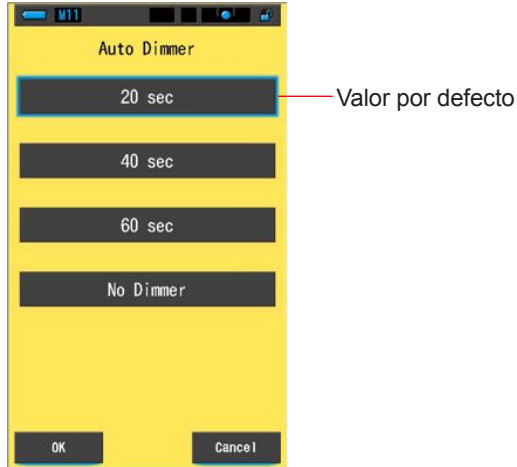 M11
Auto Dimmer
20 sec
Valor por defecto
40 sec
60 sec
No Dimmer
OK
Cancel